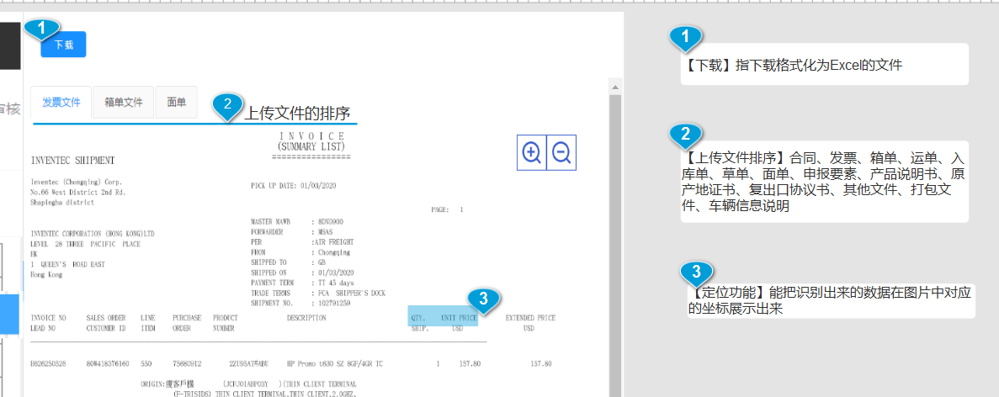 1
下载
审核
发票文件
箱单文件
面单
2
上传文件的排序
I N V O I C E
(SUMMARY LIST)
================
INVENTEC SHIPMENT
Inventec (Chongqing) Corp.
No.66 West District 2nd Rd.
Shapingba district
PICK UP DATE: 01/03/2020
PAGE: 1
INVENTEC CORPORATION (HONG KONG)LTD
LEVEL 28 THREE PACIFIC PLACE
HK
1 QUEEN'S ROAD EAST
Hong Kong
MASTER MAWB : 8DN0900
FORWARDER : MSAS
PER :AIR FREIGHT
FROM : Chongqing
SHIPPED TO : GB
SHIPPED ON : 01/03/2020
PAYMENT TERM : TT 45 days
TRADE TERMS : FCA SHIPPER'S DOCK
SHIPMENT NO. : 102791259
3
INVOICE NO SALES ORDER LINE PURCHASE PRODUCT DESCRIPTION QTY. UNIT PRICE EXTENDED PRICE
LEAD NO CUSTOMER ID ITEM ORDER NUMBER SHIP. USD USD
H626250526 80W418376160 550 75680912 2ZU95AT#ABU HP Promo t630 SZ 8GF/4GR TC 1 157.80 157.80
ORIGIN:廈客戶機 (JCFJ01ABP03Y )(THIN CLIENT TERMINAL
(F-TRISIDS) THIN CLIENT TERMINAL,THIN CLIENT,2.0GHZ,
1
【下载】指下载格式化为Excel的文件
2
【上传文件排序】合同、发票、箱单、运单、入
库单、草单、面单、申报要素、产品说明书、原
产地证书、复出口协议书、其他文件、打包文
件、车辆信息说明
3
【定位功能】能把识别出来的数据在图片中对应
的坐标展示出来